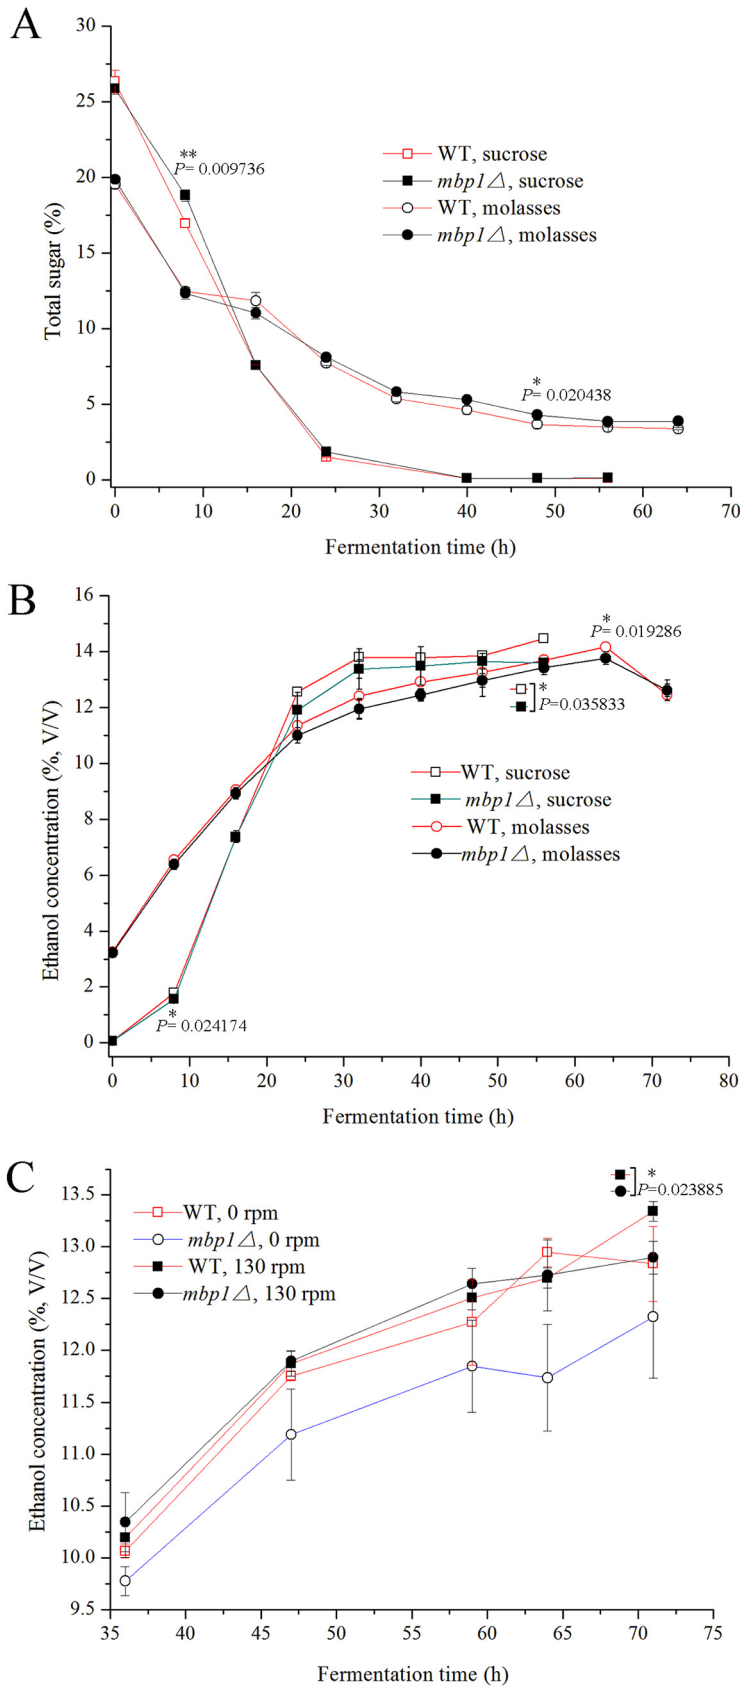 A
30
25
20
15
10
5
0
Total sugar (%)
**
P= 0.009736
WT, sucrose
mbp1△, sucrose
WT, molasses
mbp1△, molasses
*
P= 0.020438
0 10 20 30 40 50 60 70
Fermentation time (h)
B
16
14
12
10
8
6
4
2
0
Ethanol concentration (%, V/V)
*
P= 0.019286
*
P=0.035833
WT, sucrose
mbp1△, sucrose
WT, molasses
mbp1△, molasses
*
P= 0.024174
0 10 20 30 40 50 60 70 80
Fermentation time (h)
C
13.5
13.0
12.5
12.0
11.5
11.0
10.5
10.0
9.5
Ethanol concentration (%, V/V)
WT, 0 rpm
mbp1△, 0 rpm
WT, 130 rpm
mbp1△, 130 rpm
*
P=0.023885
35 40 45 50 55 60 65 70 75
Fermentation time (h)